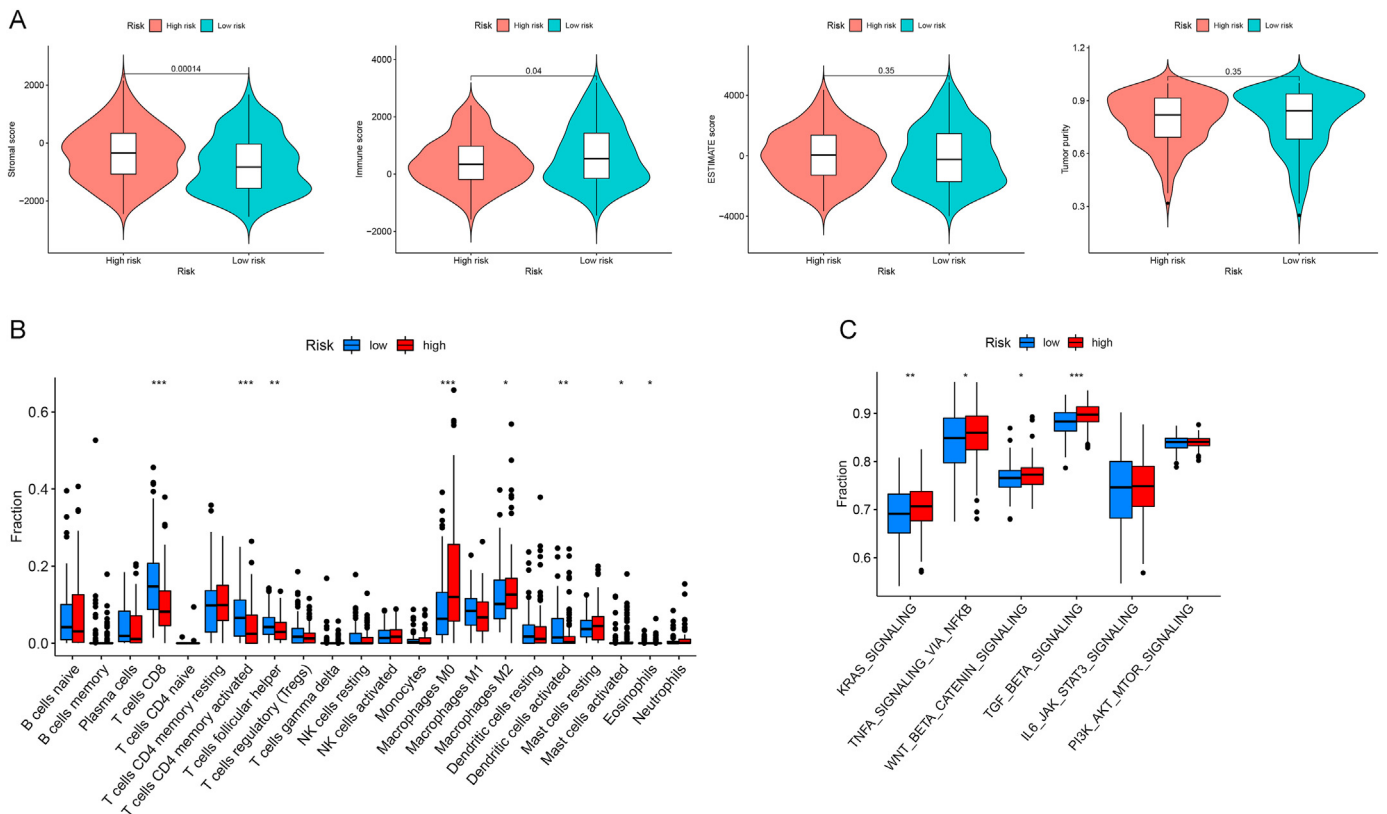 A
Risk High risk Low risk
Stromal score
2000
0
−2000
0.00014
High risk Low risk
Risk
Risk High risk Low risk
Immune score
4000
2000
0
−2000
0.04
High risk Low risk
Risk
Risk High risk Low risk
ESTIMATE score
4000
0
−4000
0.35
High risk Low risk
Risk
Risk High risk Low risk
Tumor purity
1.2
0.9
0.6
0.3
0.35
High risk Low risk
Risk
B
Risk low high
Fraction
0.6
0.4
0.2
0.0
*** *** ** *** * ** * *
B cells naive
B cells memory
Plasma cells
T cells CD8
T cells CD4 naive
T cells CD4 memory resting
T cells CD4 memory activated
T cells follicular helper
T cells regulatory (Tregs)
T cells gamma delta
NK cells resting
NK cells activated
Monocytes
Macrophages M0
Macrophages M1
Macrophages M2
Dendritic cells resting
Dendritic cells activated
Mast cells resting
Mast cells activated
Eosinophils
Neutrophils
C
Risk low high
Fraction
0.9
0.8
0.7
0.6
** * * ***
KRAS_SIGNALING
TNFA_SIGNALING_VIA_NFKB
WNT_BETA_CATENIN_SIGNALING
TGF_BETA_SIGNALING
IL6_JAK_STAT3_SIGNALING
PI3K_AKT_MTOR_SIGNALING